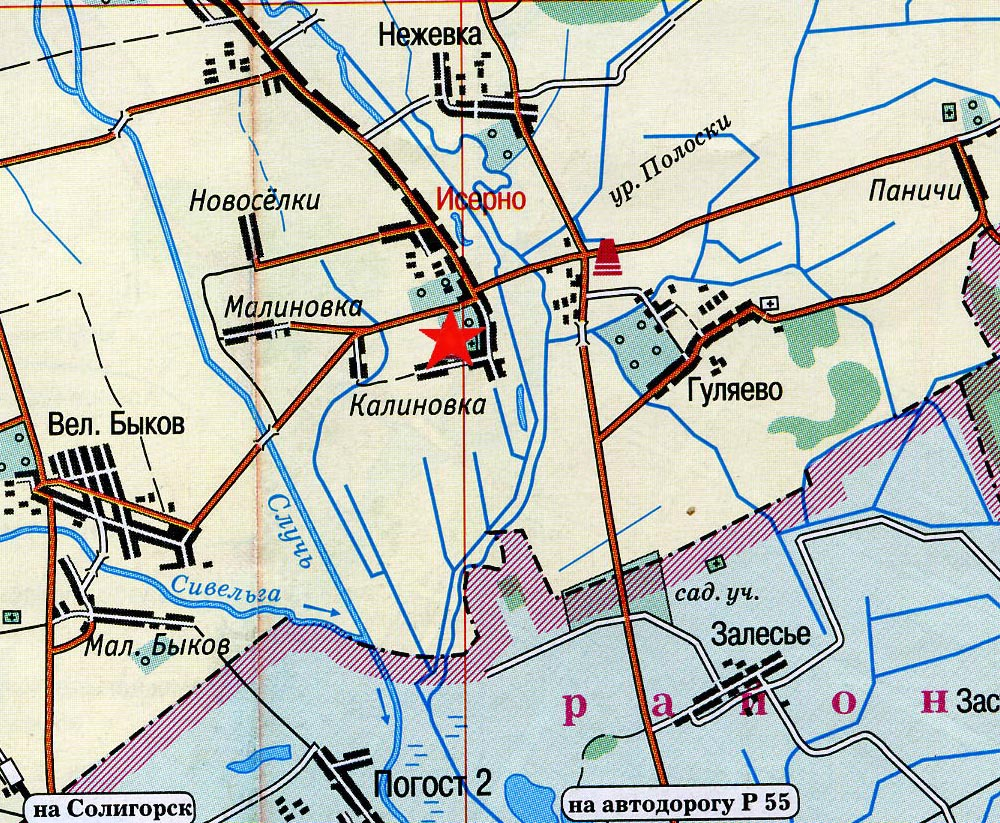 Нежевка
ур. Полоски
Исерно
Новосёлки
Паничи
Малиновка
Калиновка
Гуляево
Вел. Быков
Случь
Сивельга
сад. уч.
Мал. Быков
Залесье
район
Зас
Погост 2
на Солигорск
на автодорогу Р 55